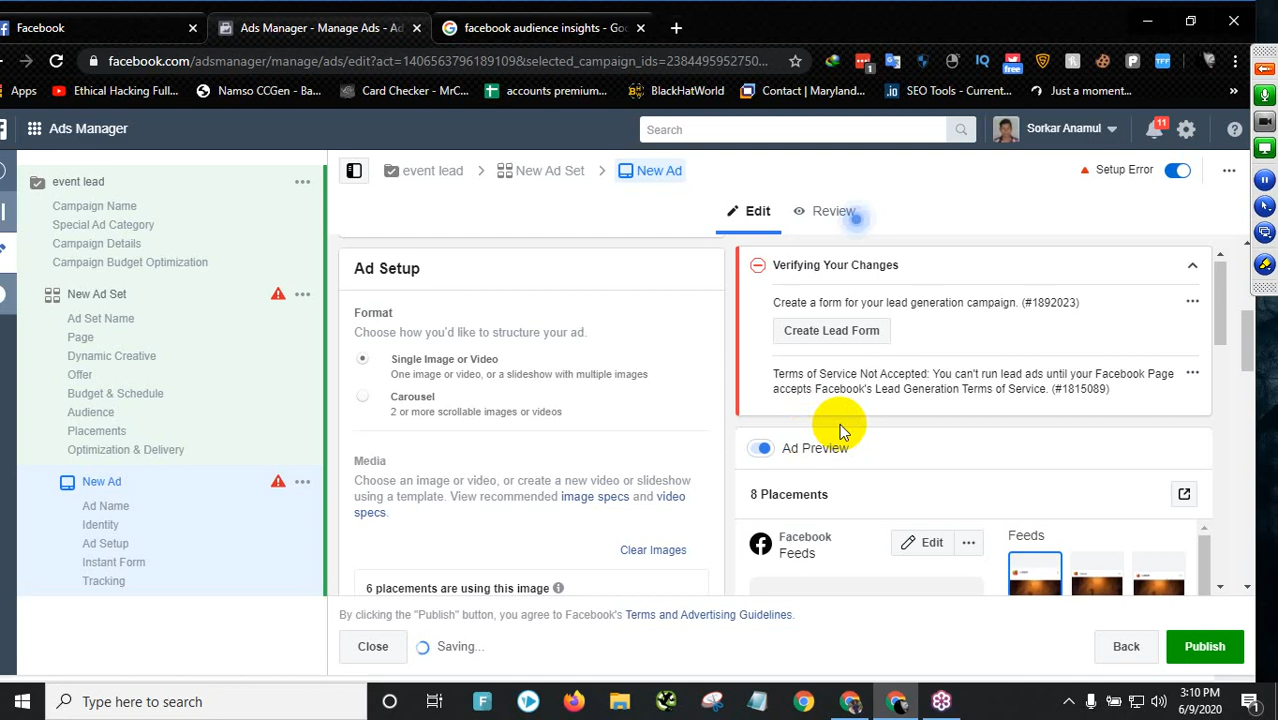 Facebook
Ads Manager - Manage Ads - Ad
facebook audience insights - Go
facebook.com/adsmanager/manage/ads/edit?act=1406563796189109&selected_campaign_ids=2384495952750...
1
IQ
free
P
TFF
Apps
Ethical Hacking Full...
Namso CCGen - Ba...
Card Checker - MrC...
accounts premium...
BlackHatWorld
Contact | Maryland...
.io SEO Tools - Current...
Just a moment...
Ads Manager
Search
Sorkar Anamul
11
event lead
New Ad Set
New Ad
Setup Error
Edit
Review
event lead
Campaign Name
Special Ad Category
Campaign Details
Campaign Budget Optimization
New Ad Set
Ad Set Name
Page
Dynamic Creative
Offer
Budget & Schedule
Audience
Placements
Optimization & Delivery
New Ad
Ad Name
Identity
Ad Setup
Instant Form
Tracking
Ad Setup
Format
Choose how you'd like to structure your ad.
Single Image or Video
One image or video, or a slideshow with multiple images
Carousel
2 or more scrollable images or videos
Media
Choose an image or video, or create a new video or slideshow
using a template. View recommended image specs and video
specs.
Clear Images
6 placements are using this image
Verifying Your Changes
Create a form for your lead generation campaign. (#1892023)
Create Lead Form
Terms of Service Not Accepted: You can't run lead ads until your Facebook Page
accepts Facebook's Lead Generation Terms of Service. (#1815089)
Ad Preview
8 Placements
Facebook
Feeds
Edit
Feeds
By clicking the "Publish" button, you agree to Facebook's Terms and Advertising Guidelines.
Close
Saving...
Back
Publish
Type here to search
F
3:10 PM
6/9/2020
1